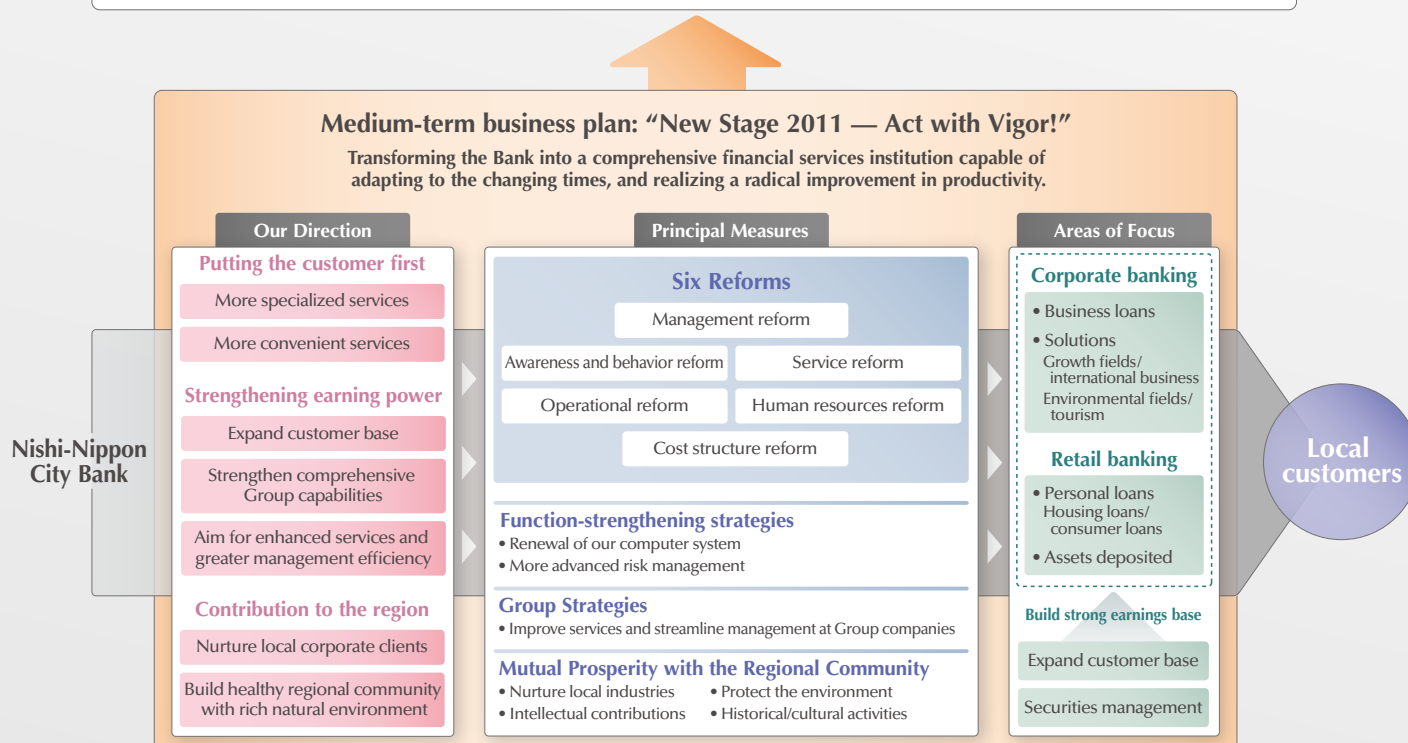 Medium-term business plan: “New Stage 2011 — Act with Vigor!”
Transforming the Bank into a comprehensive financial services institution capable of
adapting to the changing times, and realizing a radical improvement in productivity.
Nishi-Nippon
City Bank
Our Direction
Putting the customer first
More specialized services
More convenient services
Strengthening earning power
Expand customer base
Strengthen comprehensive
Group capabilities
Aim for enhanced services and
greater management efficiency
Contribution to the region
Nurture local corporate clients
Build healthy regional community
with rich natural environment
Principal Measures
Six Reforms
Management reform
Awareness and behavior reform
Service reform
Operational reform
Human resources reform
Cost structure reform
Function-strengthening strategies
• Renewal of our computer system
• More advanced risk management
Group Strategies
• Improve services and streamline management at Group companies
Mutual Prosperity with the Regional Community
• Nurture local industries
• Protect the environment
• Intellectual contributions
• Historical/cultural activities
Areas of Focus
Corporate banking
• Business loans
• Solutions
Growth fields/
international business
Environmental fields/
tourism
Retail banking
• Personal loans
Housing loans/
consumer loans
• Assets deposited
Build strong earnings base
Expand customer base
Securities management
Local
customers